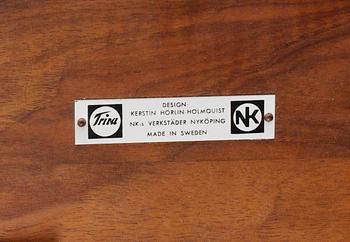 Triva
DESIGN
KERSTIN HÖRLIN-HOLMQUIST
NK:s VERKSTÄDER NYKÖPING
MADE IN SWEDEN
NK